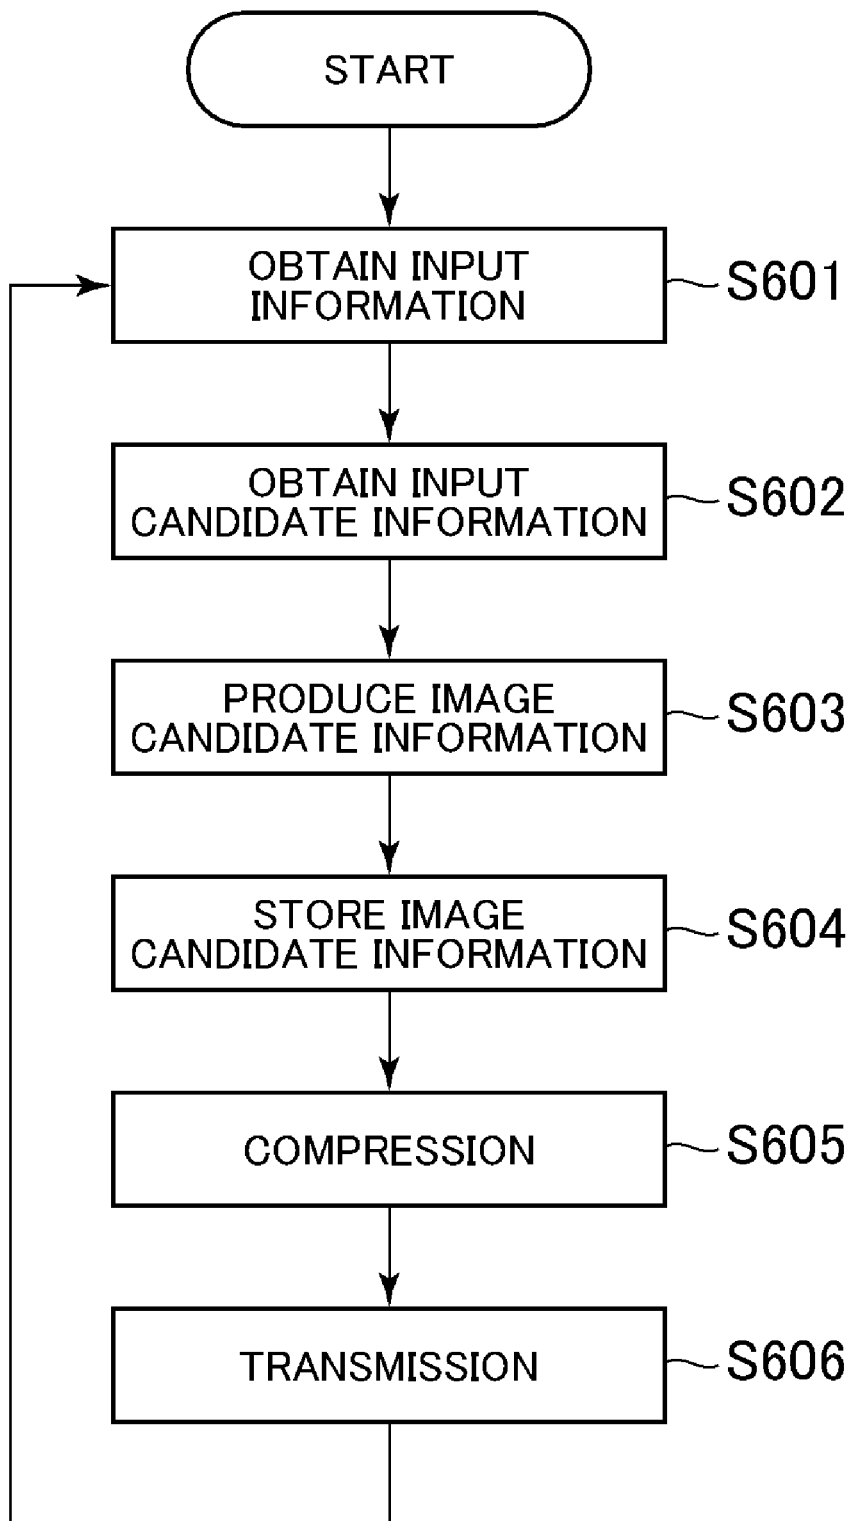 START
OBTAIN INPUT
INFORMATION
S601
OBTAIN INPUT
CANDIDATE INFORMATION
S602
PRODUCE IMAGE
CANDIDATE INFORMATION
S603
STORE IMAGE
CANDIDATE INFORMATION
S604
COMPRESSION
S605
TRANSMISSION
S606